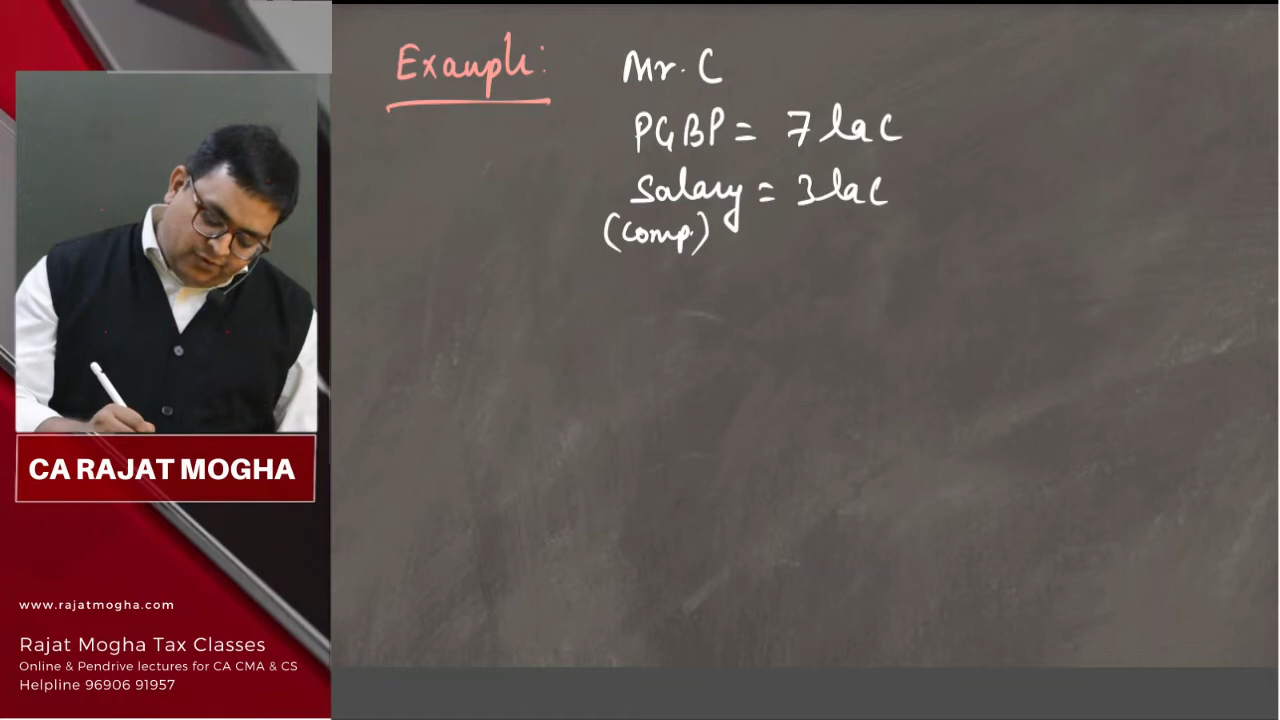 Example:
Mr. C
PGBP = 7 lac
Salary = 3 lac
(Comp.)
CA RAJAT MOGHA
www.rajatmogha.com
Rajat Mogha Tax Classes
Online & Pendrive lectures for CA CMA & CS
Helpline 96906 91957